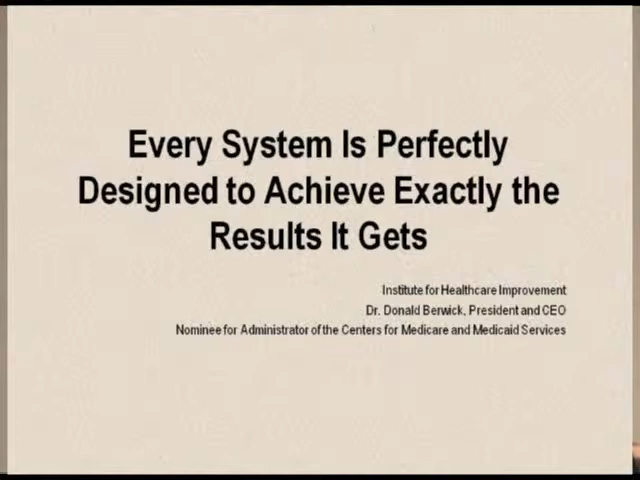 Every System Is Perfectly
Designed to Achieve Exactly the
Results It Gets
Institute for Healthcare Improvement
Dr. Donald Berwick, President and CEO
Nominee for Administrator of the Centers for Medicare and Medicaid Services